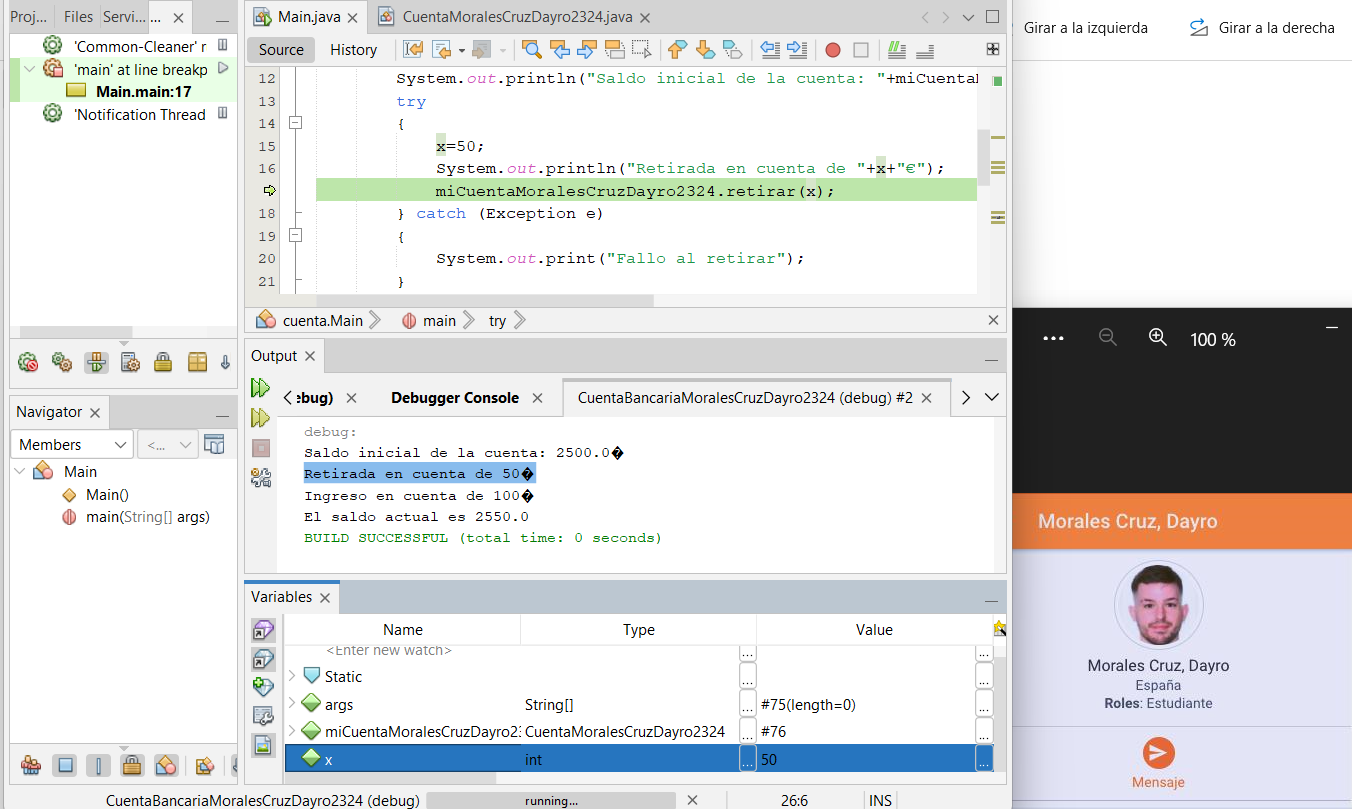 Proj...
Files
Servi...
...
'Common-Cleaner' r
'main' at line breakp
Main.main:17
'Notification Thread
Navigator
Members
<...
Main
Main()
main(String[] args)
Main.java
CuentaMoralesCruzDayro2324.java
Source
History
12 System.out.println("Saldo inicial de la cuenta: "+miCuenta
13 try
14 {
15 x=50;
16 System.out.println("Retirada en cuenta de "+x+"€");
miCuentaMoralesCruzDayro2324.retirar(x);
18 } catch (Exception e)
19 {
20 System.out.print("Fallo al retirar");
21 }
cuenta.Main
main
try
Output
ebug)
Debugger Console
CuentaBancariaMoralesCruzDayro2324 (debug) #2
debug:
Saldo inicial de la cuenta: 2500.0�
Retirada en cuenta de 50�
Ingreso en cuenta de 100�
El saldo actual es 2550.0
BUILD SUCCESSFUL (total time: 0 seconds)
Variables
Name Type Value
<Enter new watch> ... ...
Static ... ...
args String[] ... #75(length=0) ...
miCuentaMoralesCruzDayro2: CuentaMoralesCruzDayro2324 ... #76 ...
x int ... 50 ...
CuentaBancariaMoralesCruzDayro2324 (debug)
running...
26:6
INS
Girar a la izquierda
Girar a la derecha
100 %
Morales Cruz, Dayro
Morales Cruz, Dayro
España
Roles: Estudiante
Mensaje